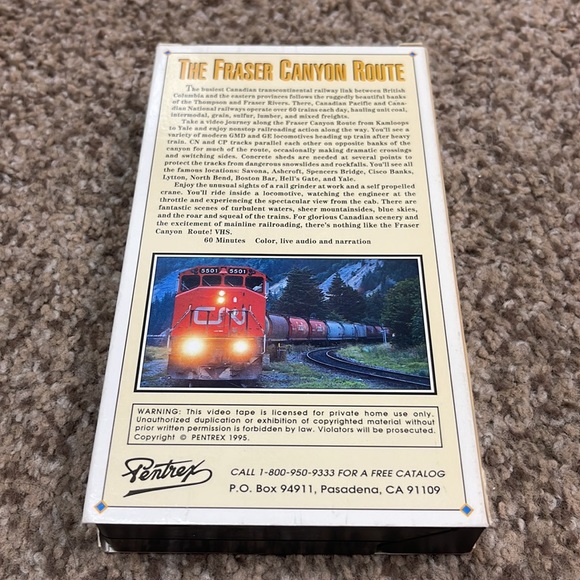 THE FRASER CANYON ROUTE
The busiest Canadian transcontinental railway link between British
Columbia and the eastern provinces follows the ruggedly beautiful banks
of the Thompson and Fraser Rivers. There, Canadian Pacific and Cana-
dian National railways operate over 60 trains each day, hauling unit coal,
intermodal, grain, sulfur, lumber, and mixed freights.
Take a video journey along the Fraser Canyon Route from Kamloops
to Yale and enjoy nonstop railroading action along the way. You'll see a
variety of modern GMD and GE locomotives heading up train after heavy
train. CN and CP tracks parallel each other on opposite banks of the
canyon for much of the route, occasionally making dramatic crossings
and switching sides. Concrete sheds are needed at several points to
protect the tracks from dangerous snowslides and rockfalls. You'll see all
the famous locations: Savona, Ashcroft, Spences Bridge, Cisco Banks,
Lytton, North Bend, Boston Bar, Hell's Gate, and Yale.
Enjoy the unusual sights of a rail grinder at work and a self propelled
crane. You'll ride inside a locomotive, watching the engineer at the
throttle and experiencing the spectacular view from the cab. There are
fantastic scenes of turbulent waters, sheer mountainsides, blue skies,
and the roar and squeal of the trains. For glorious Canadian scenery and
the excitement of mainline railroading, there's nothing like the Fraser
Canyon Route! VHS.
60 Minutes Color, live audio and narration
5501 5501
CN
WARNING: This video tape is licensed for private home use only.
Unauthorized duplication or exhibition of copyrighted material without
prior written permission is forbidden by law. Violators will be prosecuted.
Copyright © PENTREX 1995.
Pentrex
CALL 1-800-950-9333 FOR A FREE CATALOG
P.O. Box 94911, Pasadena, CA 91109